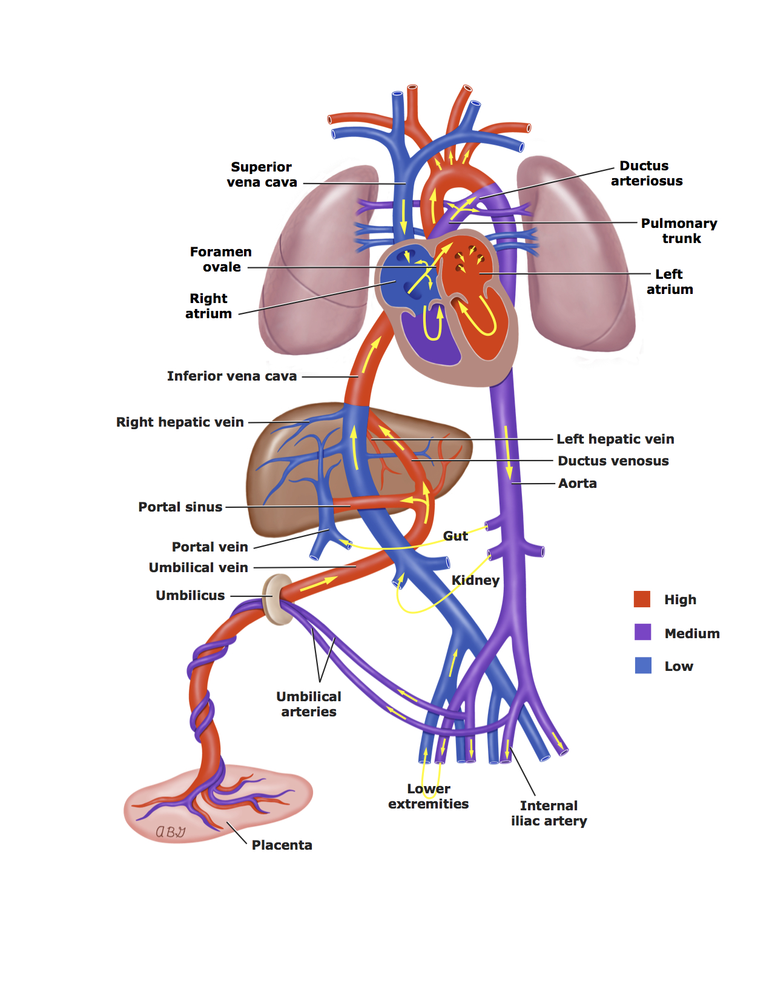 Superior
vena cava
Ductus
arteriosus
Pulmonary
trunk
Foramen
ovale
Left
atrium
Right
atrium
Inferior vena cava
Right hepatic vein
Left hepatic vein
Ductus venosus
Aorta
Portal sinus
Gut
Portal vein
Umbilical vein
Kidney
Umbilicus
High
Medium
Low
Umbilical
arteries
Lower
extremities
Internal
iliac artery
Placenta